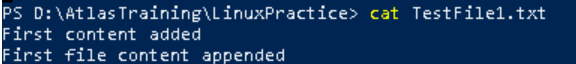 PS D:\AtlasTraining\LinuxPractice> cat TestFile1.txt
First content added
First file content appended